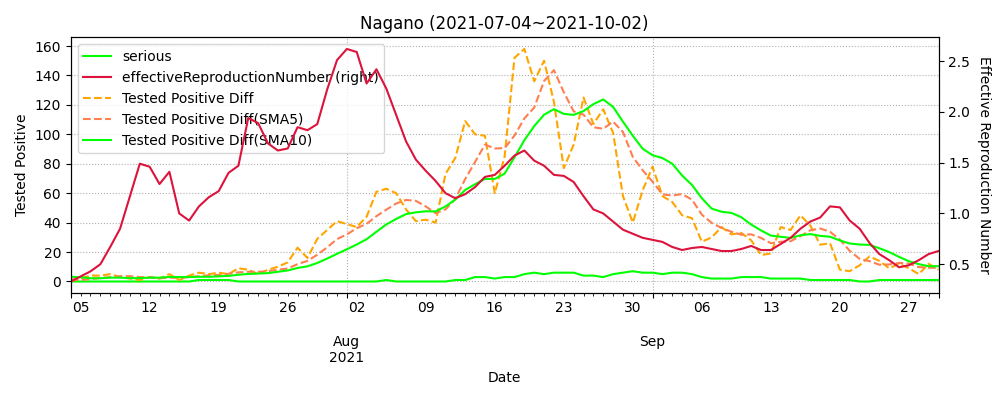 Nagano (2021-07-04~2021-10-02)
serious
effectiveReproductionNumber (right)
Tested Positive Diff
Tested Positive Diff(SMA5)
Tested Positive Diff(SMA10)
Tested Positive
160
140
120
100
80
60
40
20
0
Effective Reproduction Number
2.5
2.0
1.5
1.0
0.5
05 12 19 26 02 09 16 23 30 06 13 20 27
Aug Sep
2021
Date